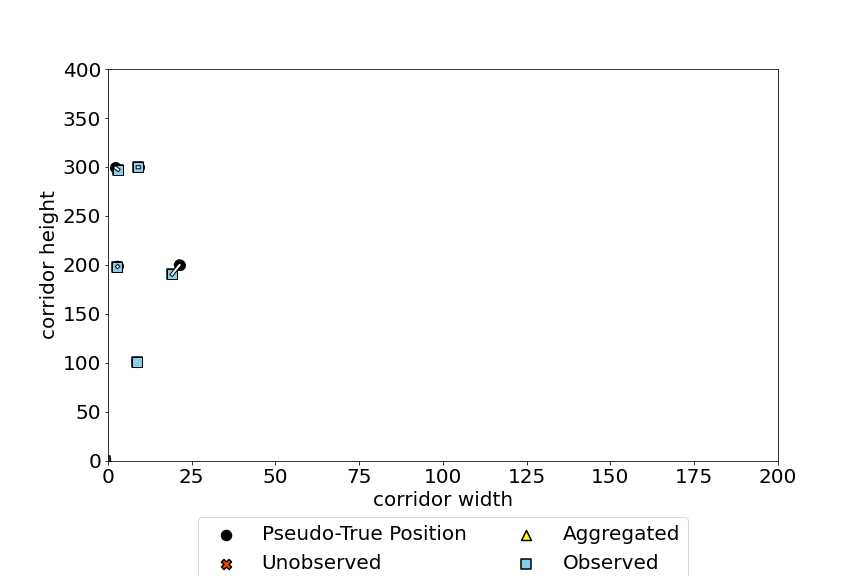 400
350
300
250
200
150
100
50
0
corridor height
0 25 50 75 100 125 150 175 200
corridor width
Pseudo-True Position Aggregated
Unobserved Observed